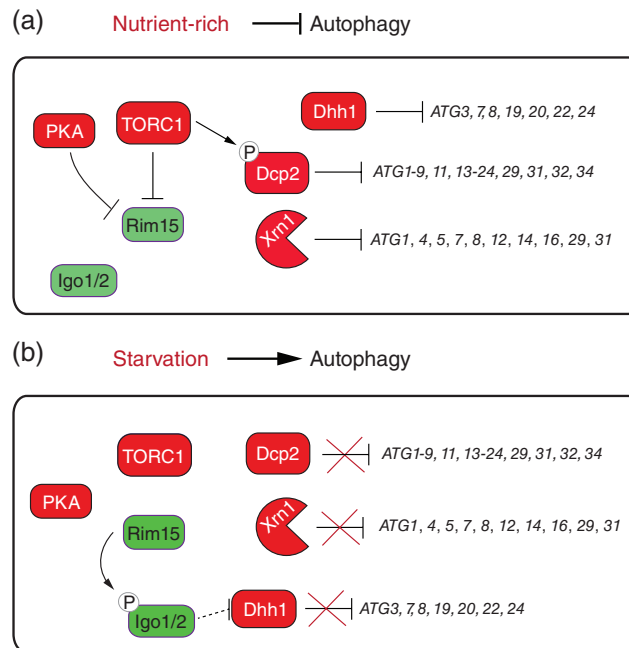 (a)
Nutrient-rich Autophagy
Dhh1 ATG3, 7,8, 19, 20, 22, 24
PKA TORC1
P
Dcp2 ATG1-9, 11, 13-24, 29, 31, 32, 34
Rim15 Xrn1 ATG1, 4, 5, 7, 8, 12, 14, 16, 29, 31
Igo1/2
(b)
Starvation Autophagy
TORC1 Dcp2 ATG1-9, 11, 13-24, 29, 31, 32, 34
PKA
Rim15 Xrn1 ATG1, 4, 5, 7, 8, 12, 14, 16, 29, 31
P
Igo1/2 Dhh1 ATG3, 7,8, 19, 20, 22, 24